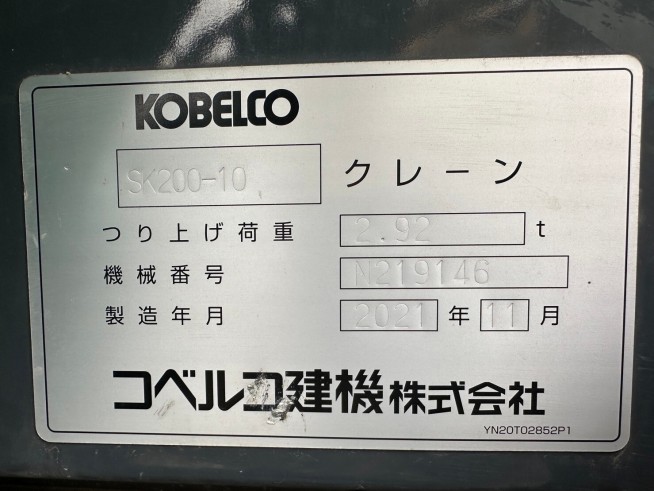 KOBELCO
SK200-10 クレーン
つり上げ荷重 2.92 t
機械番号 N219146
製造年月 2021 年 11 月
コベルコ建機株式会社
YN20T02852P1